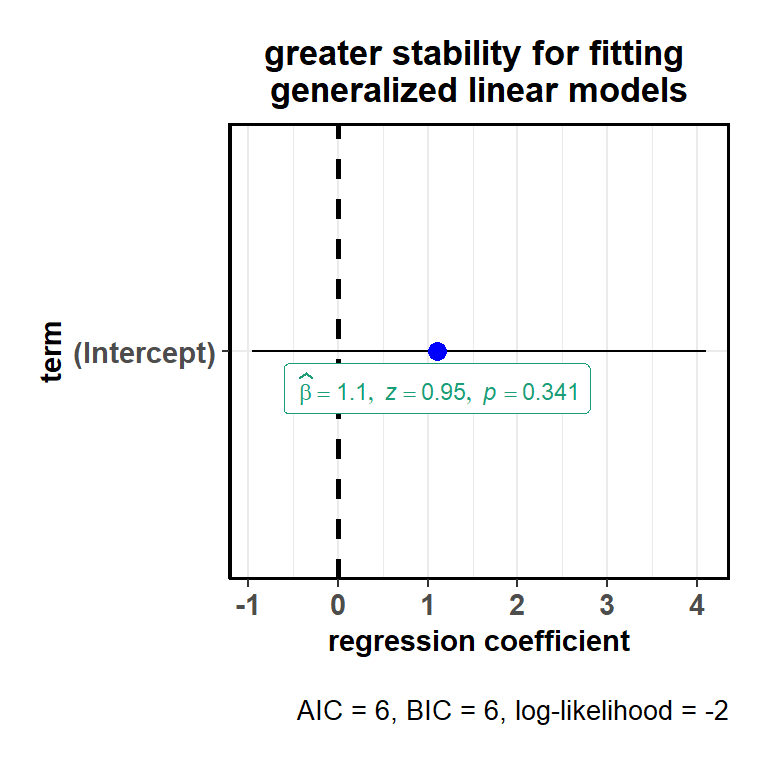 greater stability for fitting
generalized linear models
term
(Intercept)
β̂ = 1.1, z = 0.95, p = 0.341
-1 0 1 2 3 4
regression coefficient
AIC = 6, BIC = 6, log-likelihood = -2